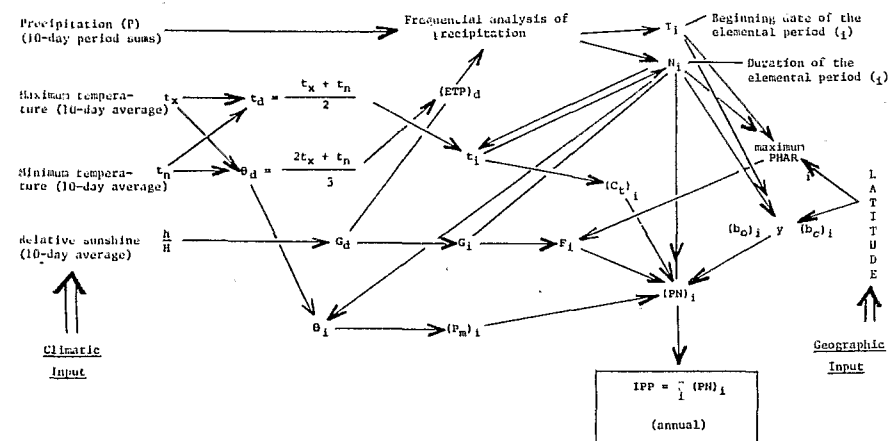 Precipitation (P)
(10-day period sums)
Frequential analysis of
Precipitation
T_i
Beginning date of the
elemental period (i)
N_i
Duration of the
elemental period (i)
Maximum tempera-
ture (10-day average)
t_x
t_d = (t_x + t_n) / 2
(ETP)_d
t_i
maximum
PHAR_i
Minimum tempera-
ture (10-day average)
t_n
θ_d = (2t_x + t_n) / 3
(C_t)_i
LATITUDE
Relative sunshine
(10-day average)
h/H
G_d
G_i
F_i
(b_o)_i y (b_c)_i
θ_i
(P_m)_i
(PN)_i
Climatic
Input
Geographic
Input
IPP = i (PN)_i
(annual)